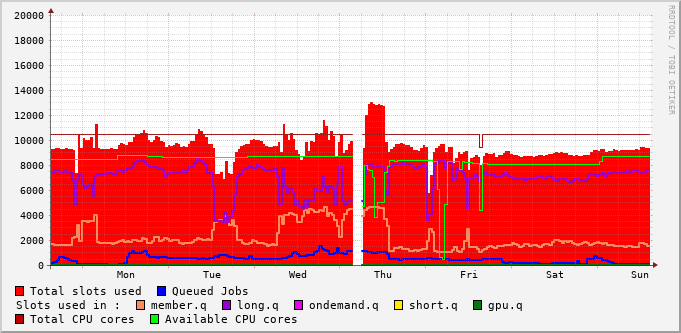 20000
18000
16000
14000
12000
10000
8000
6000
4000
2000
0
Mon Tue Wed Thu Fri Sat Sun
RRDTOOL / TOBI OETIKER
Total slots used Queued Jobs
Slots used in : member.q long.q ondemand.q short.q gpu.q
Total CPU cores Available CPU cores